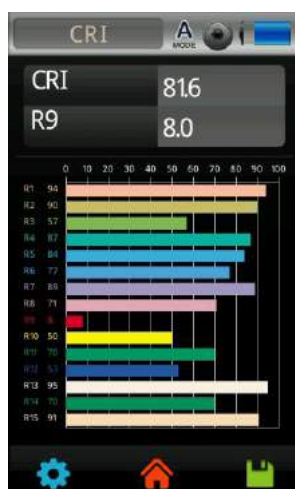 CRI A
MODE
CRI 81.6
R9 8.0
0 10 20 30 40 50 60 70 80 90 100
R1 94
R2 90
R3 57
R4 87
R5 84
R6 77
R7 89
R8 71
R9 8
R10 50
R11 70
R12 53
R13 95
R14 70
R15 91